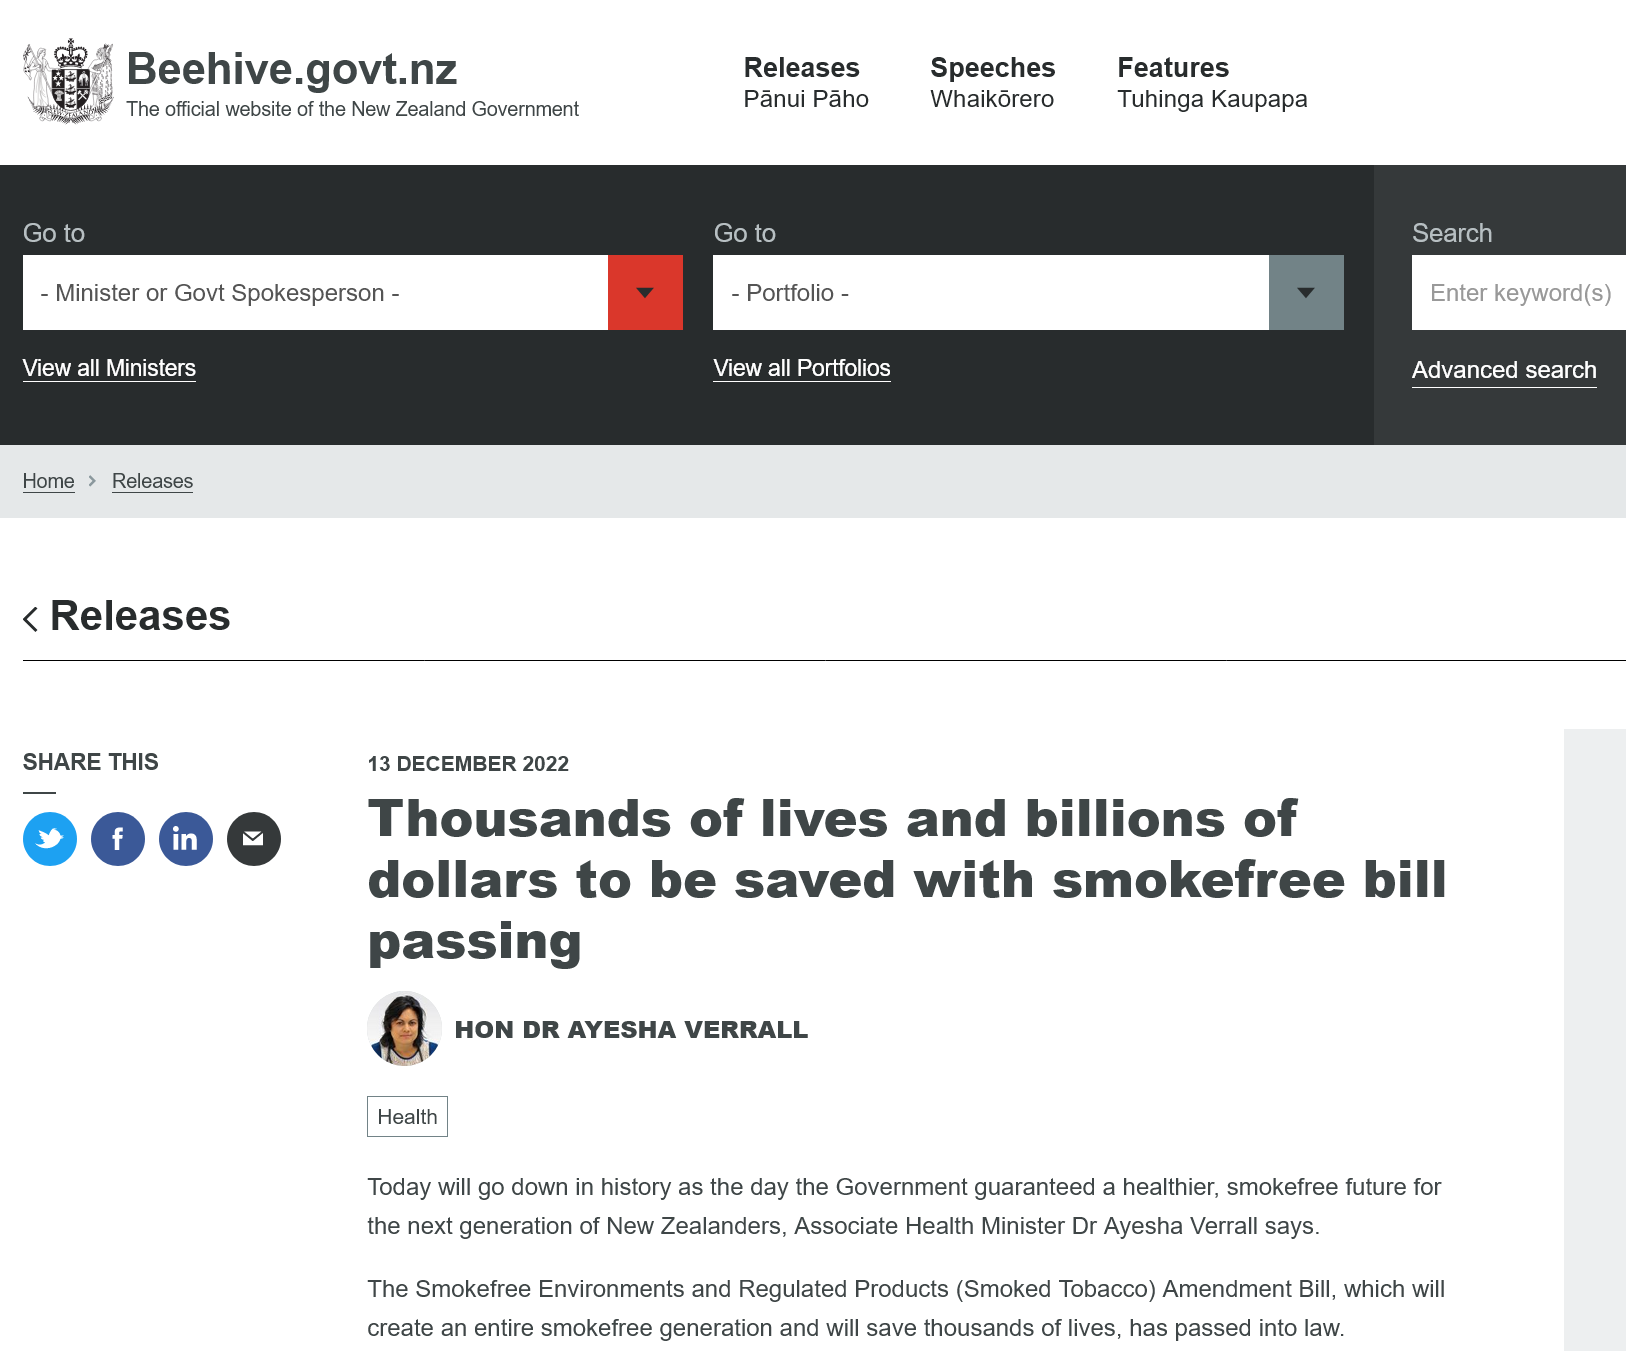 Beehive.govt.nz
The official website of the New Zealand Government
Releases
Pānui Pāho
Speeches
Whaikōrero
Features
Tuhinga Kaupapa
Go to
- Minister or Govt Spokesperson -
View all Ministers
Go to
- Portfolio -
View all Portfolios
Search
Enter keyword(s)
Advanced search
Home
Releases
Releases
SHARE THIS
13 DECEMBER 2022
Thousands of lives and billions of
dollars to be saved with smokefree bill
passing
HON DR AYESHA VERRALL
Health
Today will go down in history as the day the Government guaranteed a healthier, smokefree future for
the next generation of New Zealanders, Associate Health Minister Dr Ayesha Verrall says.
The Smokefree Environments and Regulated Products (Smoked Tobacco) Amendment Bill, which will
create an entire smokefree generation and will save thousands of lives, has passed into law.